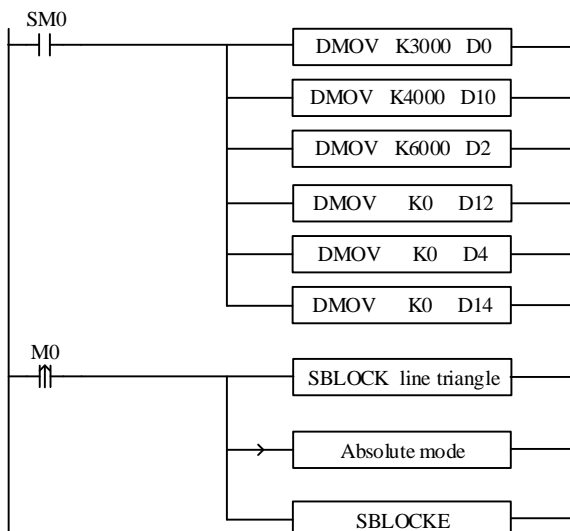 SM0
DMOV K3000 D0
DMOV K4000 D10
DMOV K6000 D2
DMOV K0 D12
DMOV K0 D4
DMOV K0 D14
M0
SBLOCK line triangle
Absolute mode
SBLOCKE